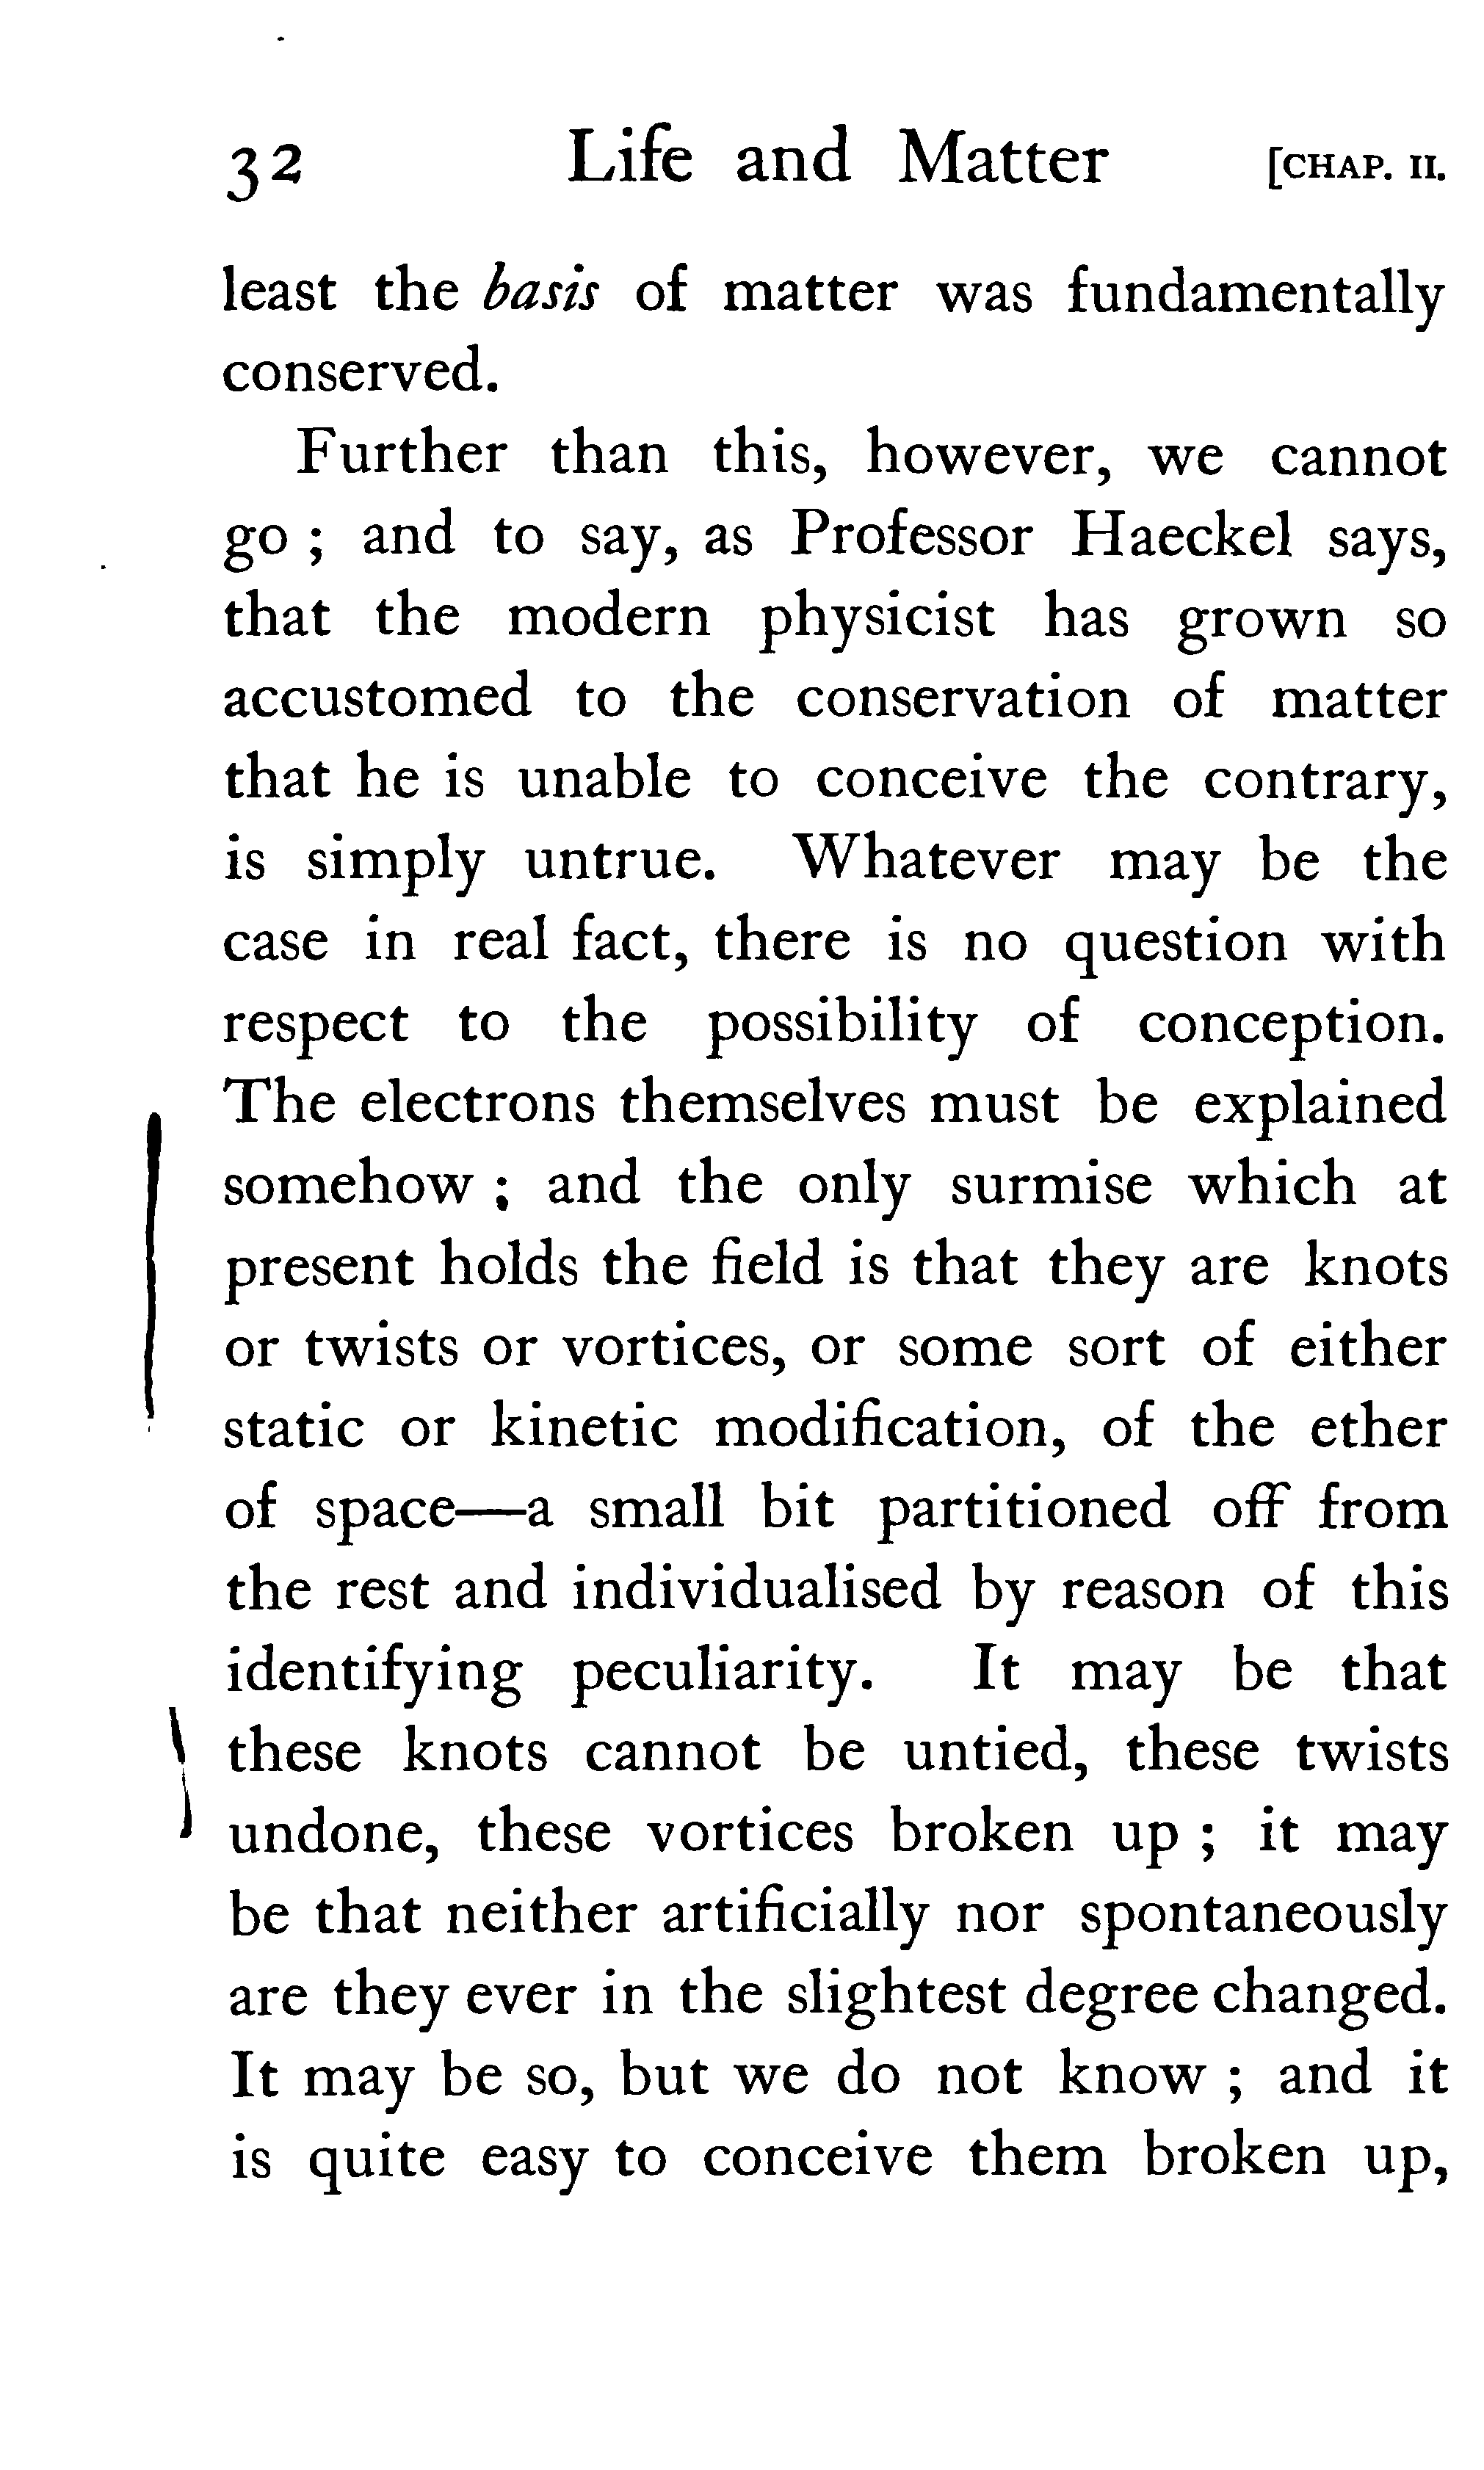 32 Life and Matter [CHAP. II.
least the basis of matter was fundamentally
conserved.
Further than this, however, we cannot
go ; and to say, as Professor Haeckel says,
that the modern physicist has grown so
accustomed to the conservation of matter
that he is unable to conceive the contrary,
is simply untrue. Whatever may be the
case in real fact, there is no question with
respect to the possibility of conception.
The electrons themselves must be explained
somehow ; and the only surmise which at
present holds the field is that they are knots
or twists or vortices, or some sort of either
static or kinetic modification, of the ether
of space—a small bit partitioned off from
the rest and individualised by reason of this
identifying peculiarity. It may be that
these knots cannot be untied, these twists
undone, these vortices broken up ; it may
be that neither artificially nor spontaneously
are they ever in the slightest degree changed.
It may be so, but we do not know ; and it
is quite easy to conceive them broken up,